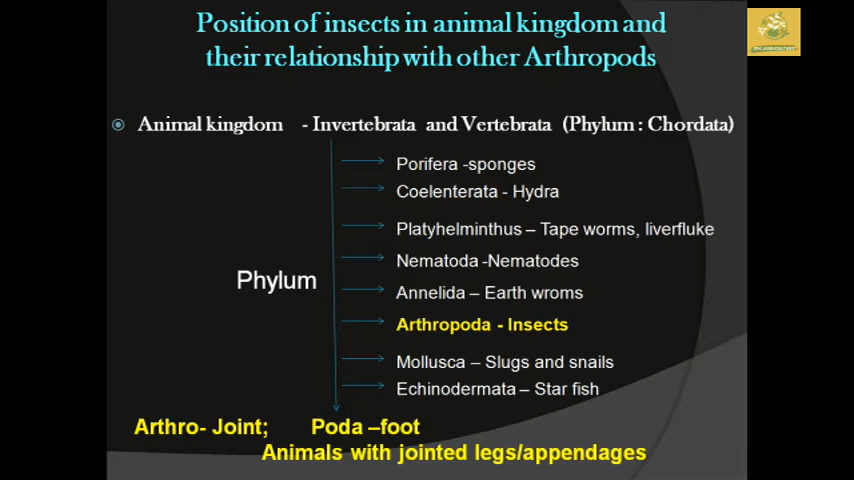 Position of insects in animal kingdom and
their relationship with other Arthropods
Animal kingdom - Invertebrata and Vertebrata (Phylum : Chordata)
Porifera -sponges
Coelenterata - Hydra
Platyhelminthus – Tape worms, liverfluke
Nematoda -Nematodes
Phylum
Annelida – Earth wroms
Arthropoda - Insects
Mollusca – Slugs and snails
Echinodermata – Star fish
Arthro- Joint; Poda –foot
Animals with jointed legs/appendages